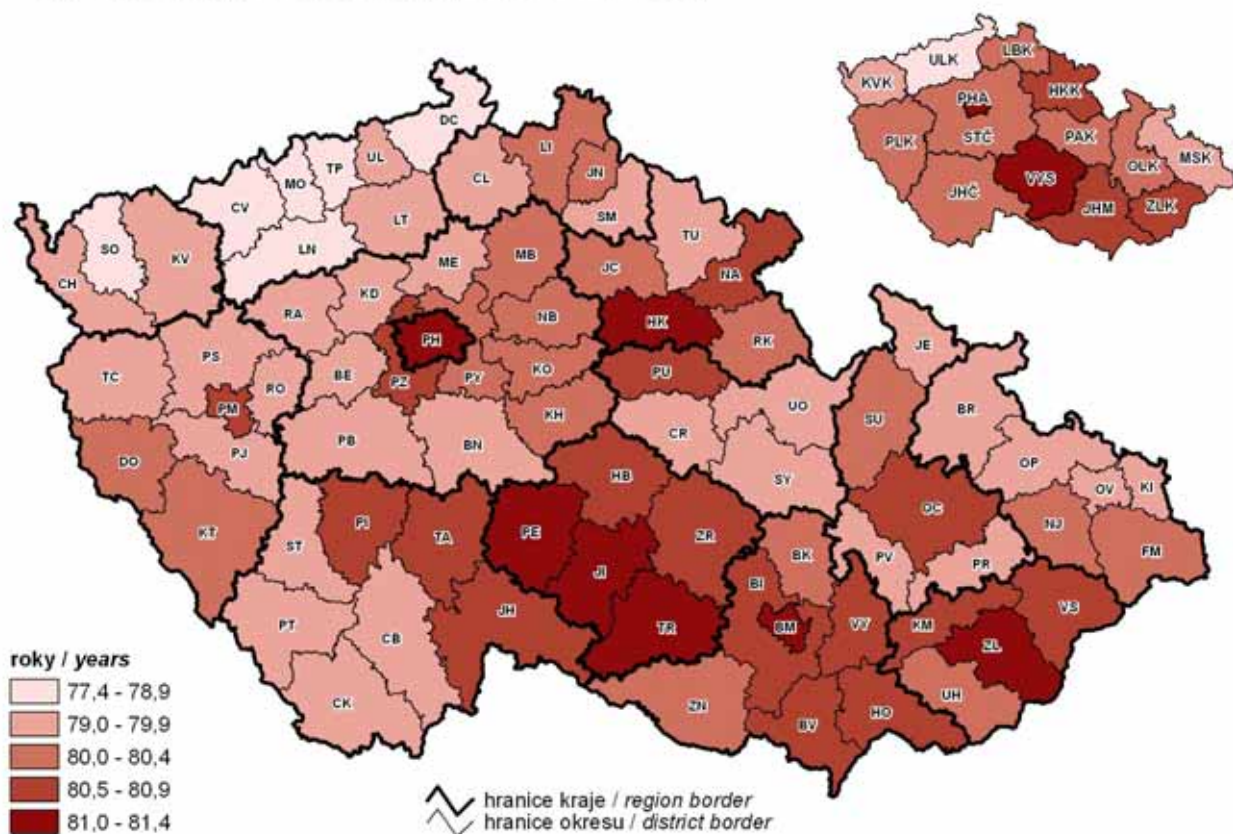 ULK
LBK
KVK
HKK
PHA
PLK
STČ
PAK
OLK
MSK
JHČ
VYS
JHM
ZLK
DC
LI
UL
TP
JN
MO
CL
CV
SM
LT
TU
SO
LN
KV
ME
MB
JC
NA
CH
KD
RA
NB
HK
PH
RK
JE
PS
TC
BE
RO
PZ
PY
KO
PU
PM
UO
BR
KH
SU
CR
PB
BN
PJ
DO
OP
SY
HB
OV
KI
OC
PI
NJ
KT
TA
PE
ZR
ST
BK
FM
PV
PR
JI
BI
VS
JH
PT
TR
BM
VY
KM
CB
ZL
UH
CK
ZN
BV
HO
roky / years
77,4 - 78,9
79,0 - 79,9
80,0 - 80,4
80,5 - 80,9
81,0 - 81,4
hranice kraje / region border
hranice okresu / district border